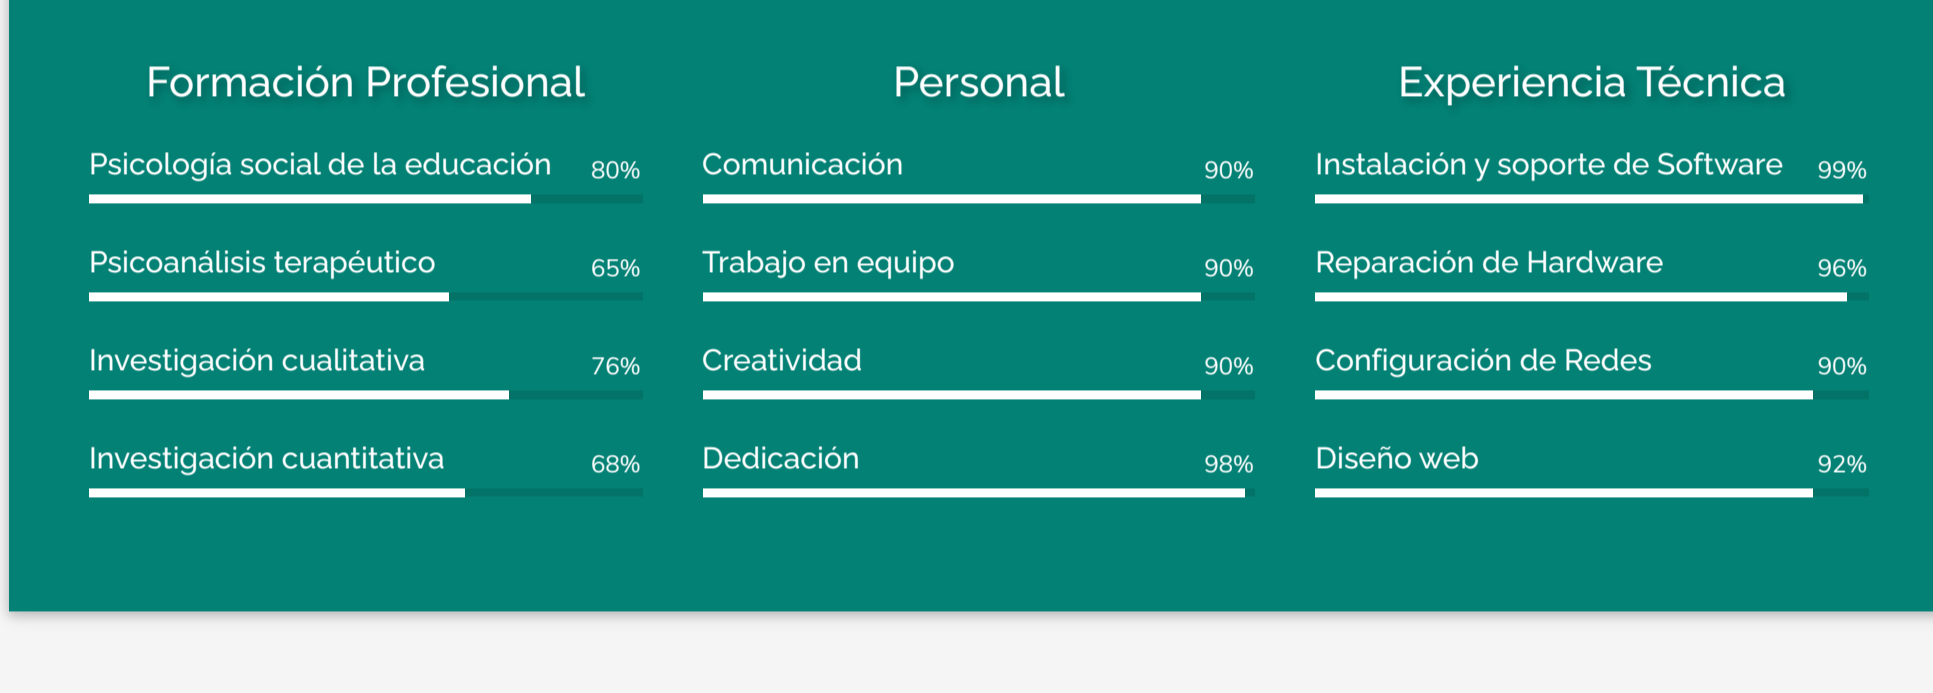 Formación Profesional
Psicología social de la educación 80%
Psicoanálisis terapéutico 65%
Investigación cualitativa 76%
Investigación cuantitativa 68%
Personal
Comunicación 90%
Trabajo en equipo 90%
Creatividad 90%
Dedicación 98%
Experiencia Técnica
Instalación y soporte de Software 99%
Reparación de Hardware 96%
Configuración de Redes 90%
Diseño web 92%